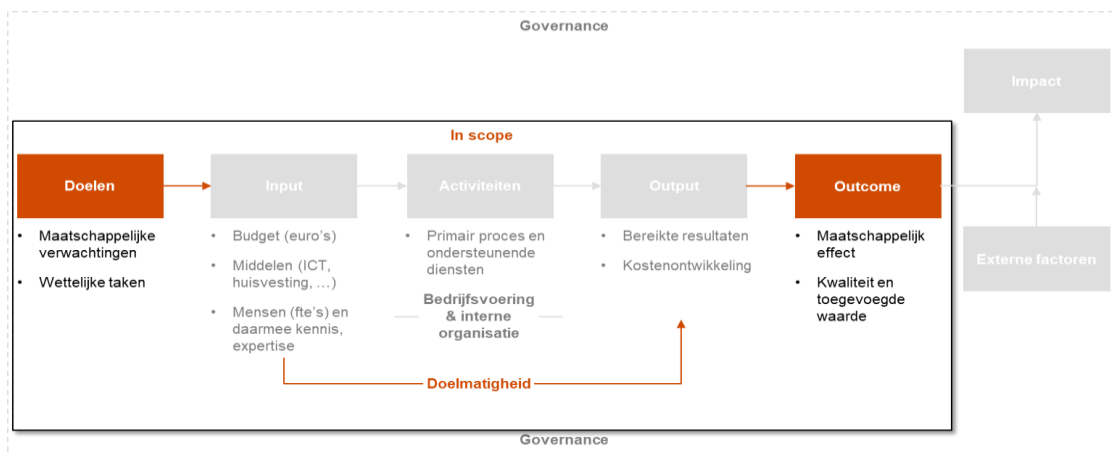 Governance
Impact
In scope
Doelen
Input
Activiteiten
Output
Outcome
• Maatschappelijke
verwachtingen
• Wettelijke taken
• Budget (euro's)
• Middelen (ICT,
huisvesting, ...)
• Mensen (fte's) en
daarmee kennis,
expertise
• Primair proces en
ondersteunende
diensten
Bedrijfsvoering
& interne
organisatie
• Bereikte resultaten
• Kostenontwikkeling
• Maatschappelijk
effect
• Kwaliteit en
toegevoegde
waarde
Externe factoren
Doelmatigheid
Governance